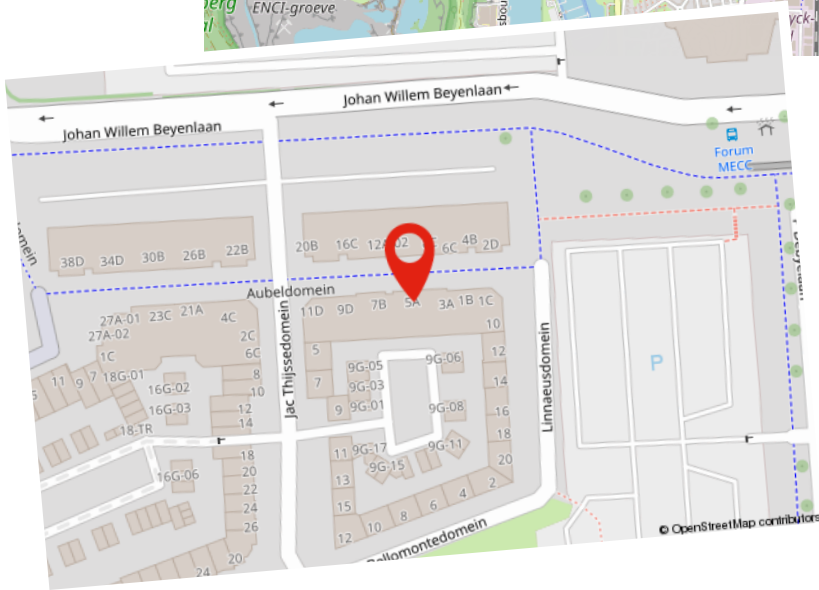 ENCI-groeve
Johan Willem Beyenlaan
Johan Willem Beyenlaan
Forum
MECC
38D 34D 30B 26B 22B
20B 16C 6C 4B 2D
Aubeldomein
27A-01 23C 21A 4C
27A-02 2C
1C 6C
11D 9D 7B 5A 3A 1B 1C
10
Jac Thijssedomein
Linnaeusdomein
P
11 9 7 18G-01
16G-02
16G-03
18-TR
16G-06
8
10
12
14
18
20
22
24
26
20
24
5
7
9
9G-05
9G-03
9G-01
9G-06
9G-08
9G-11
9G-17
9G-15
12
14
16
18
20
11
13
15
12 10 8 6 4 2
© OpenStreetMap contributors